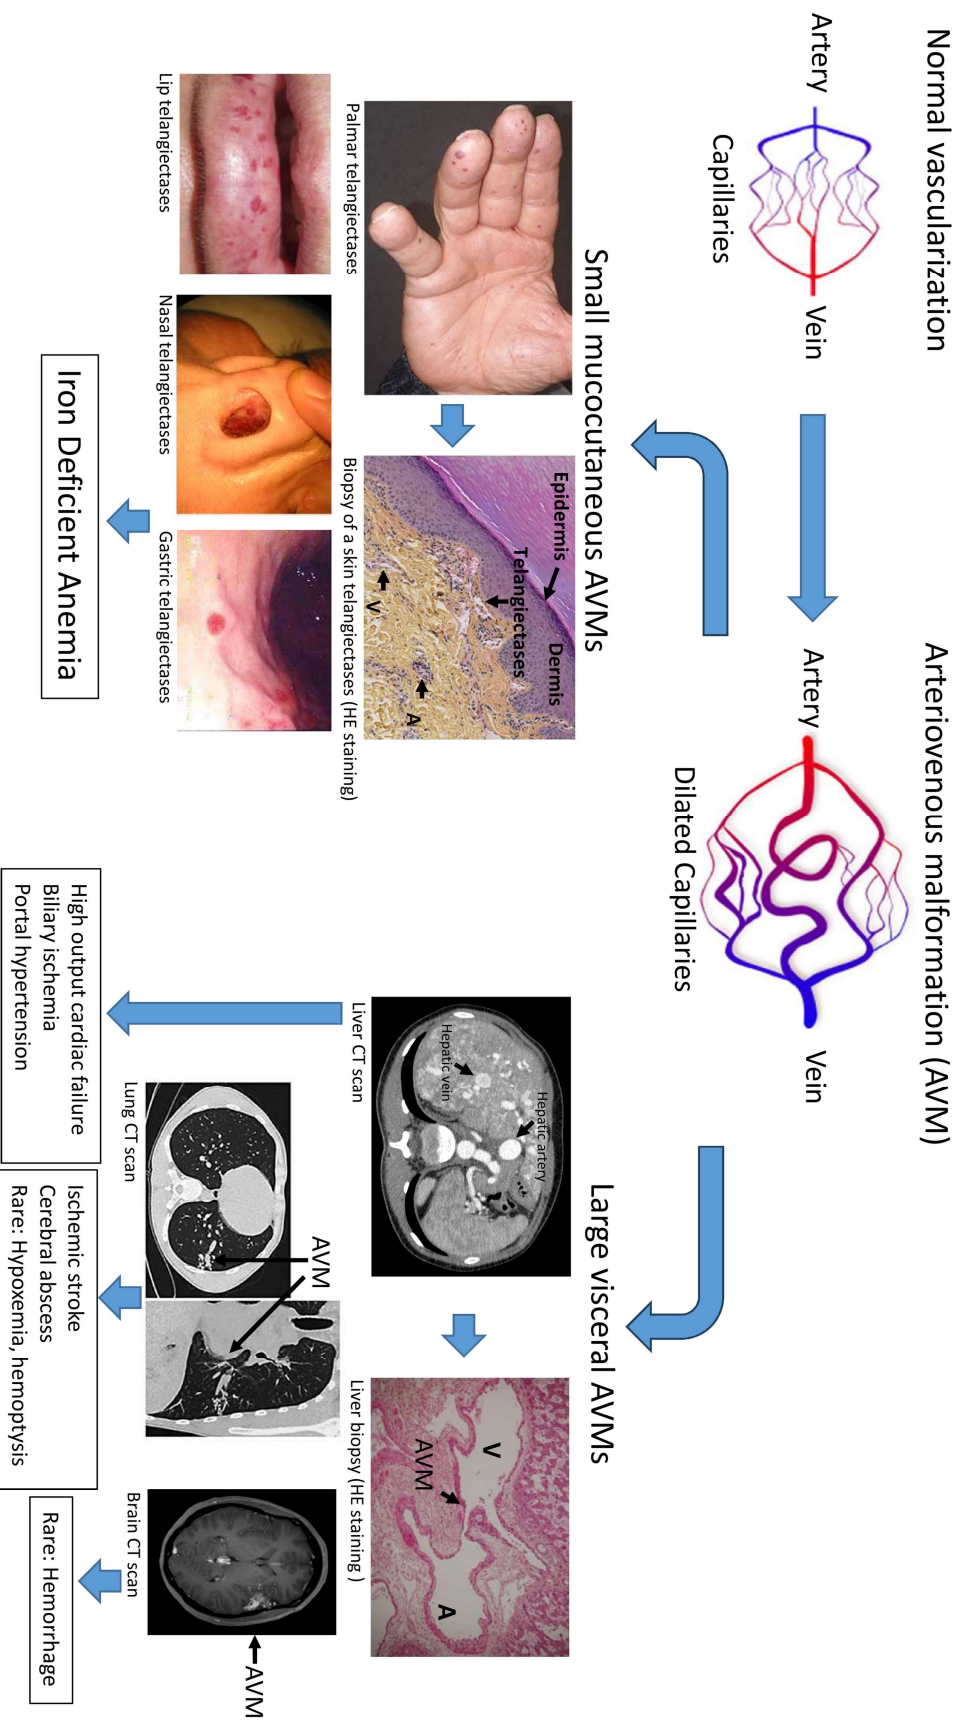 Normal vascularization
Arteriovenous malformation (AVM)
Artery
Vein
Capillaries
Artery
Vein
Dilated Capillaries
Small mucocutaneous AVMs
Large visceral AVMs
Epidermis
Dermis
Telangiectases
V
A
Palmar telangiectases
Biopsy of a skin telangiectases (HE staining)
Hepatic artery
Hepatic vein
Liver CT scan
V
AVM
A
Liver biopsy (HE staining )
Lip telangiectases
Nasal telangiectases
Gastric telangiectases
AVM
Lung CT scan
AVM
Brain CT scan
Iron Deficient Anemia
High output cardiac failure
Biliary ischemia
Portal hypertension
Ischemic stroke
Cerebral abscess
Rare: Hypoxemia, hemoptysis
Rare: Hemorrhage